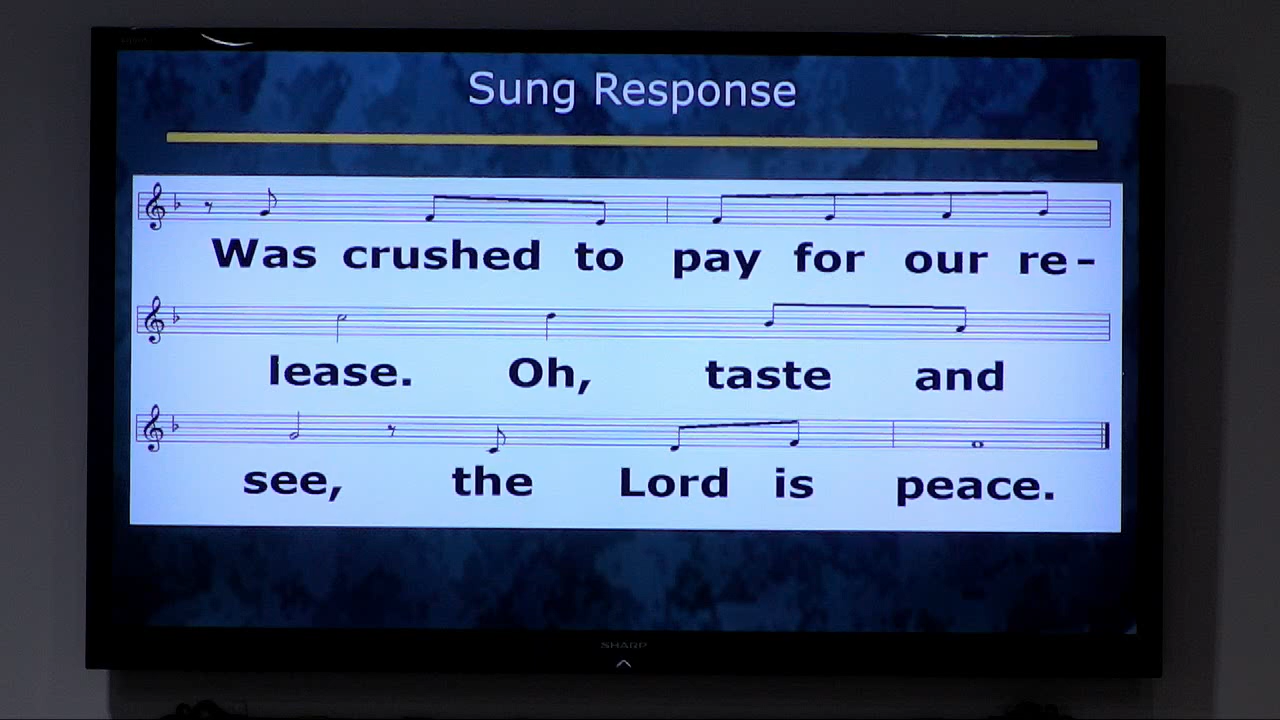 Sung Response
Was crushed to pay for our re-
lease. Oh, taste and
see, the Lord is peace.
SHARP